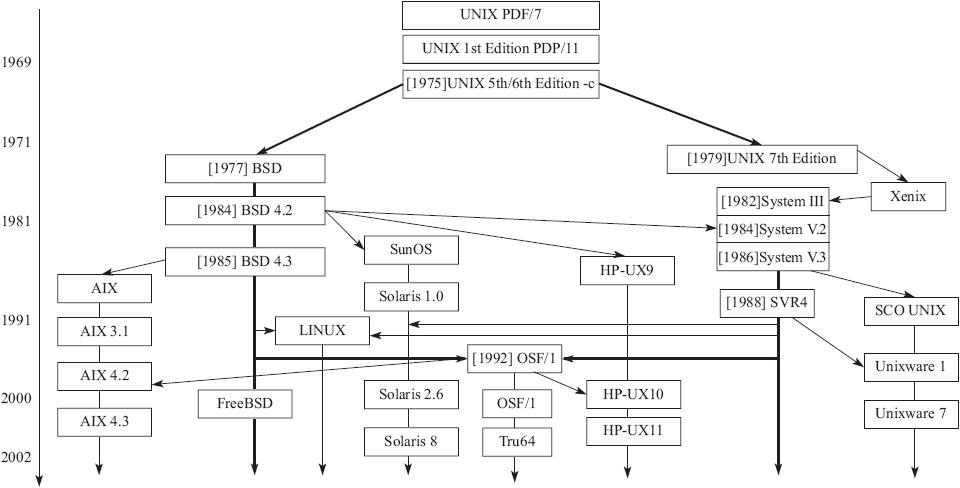 UNIX PDF/7
UNIX 1st Edition PDP/11
1969
[1975]UNIX 5th/6th Edition -c
1971
[1977] BSD
[1979]UNIX 7th Edition
Xenix
[1982]System III
[1984] BSD 4.2
1981
[1984]System V.2
SunOS
[1985] BSD 4.3
[1986]System V.3
HP-UX9
AIX
Solaris 1.0
[1988] SVR4
SCO UNIX
1991
AIX 3.1
LINUX
[1992] OSF/1
Unixware 1
AIX 4.2
2000
FreeBSD
Solaris 2.6
OSF/1
HP-UX10
Unixware 7
AIX 4.3
Solaris 8
Tru64
HP-UX11
2002